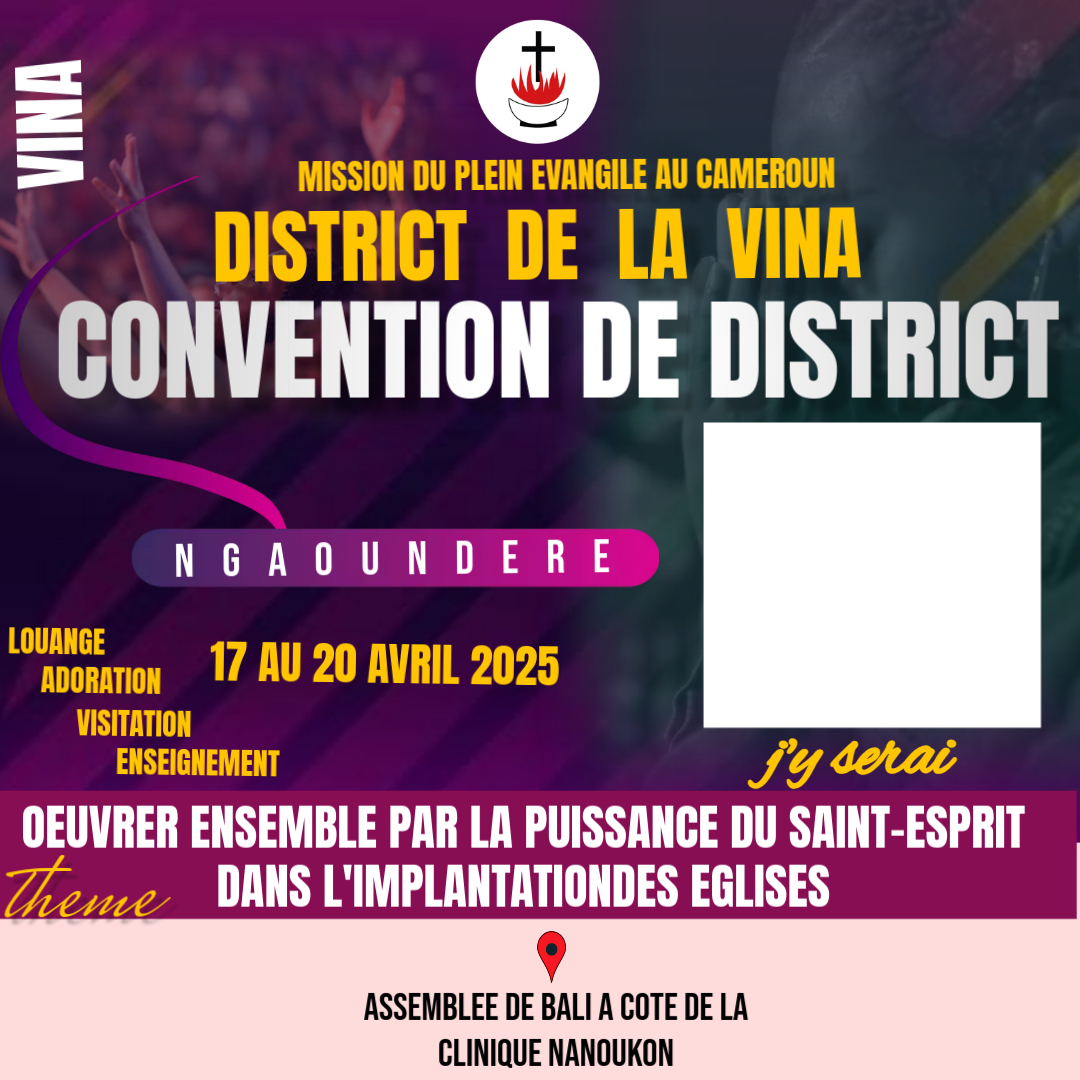 VINA
MISSION DU PLEIN EVANGILE AU CAMEROUN
DISTRICT DE LA VINA
CONVENTION DE DISTRICT
NGAOUNDERE
LOUANGE
ADORATION
VISITATION
ENSEIGNEMENT
17 AU 20 AVRIL 2025
j'y serai
OEUVRER ENSEMBLE PAR LA PUISSANCE DU SAINT-ESPRIT
DANS L'IMPLANTATIONDES EGLISES
Theme
ASSEMBLEE DE BALI A COTE DE LA
CLINIQUE NANOUKON